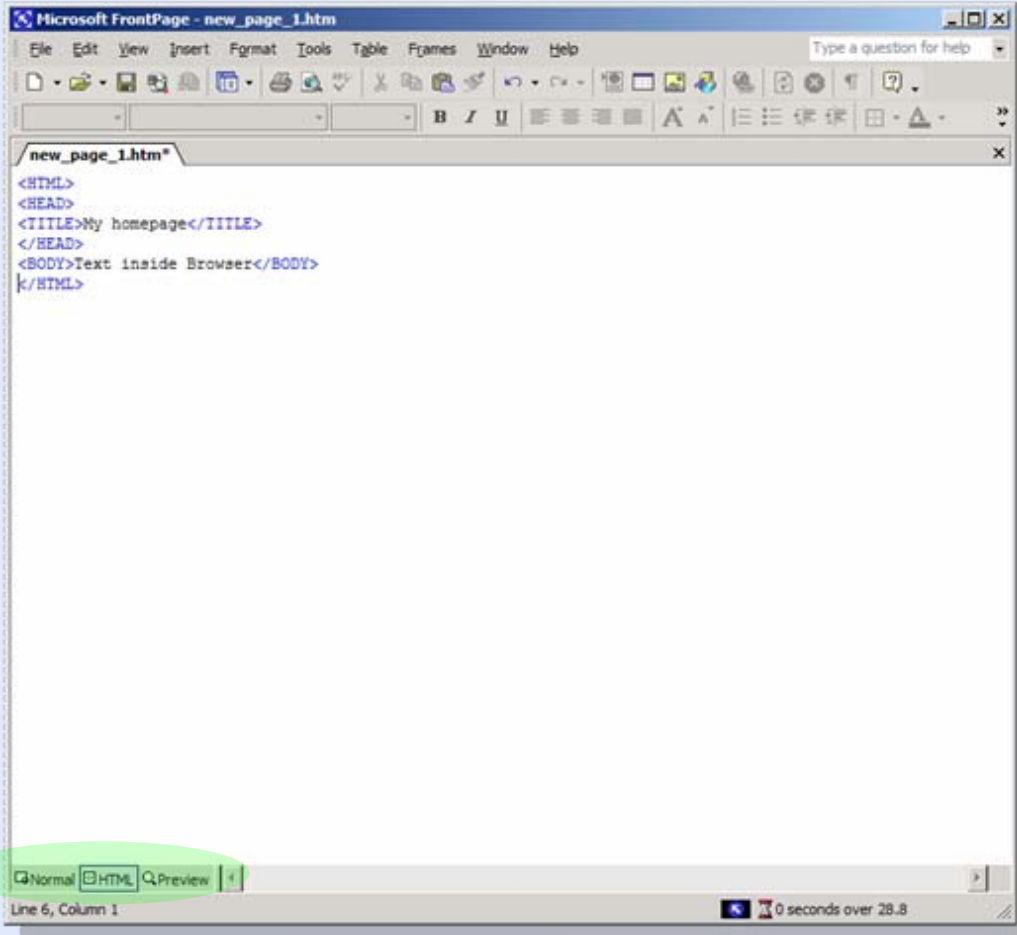 Microsoft FrontPage - new_page_1.htm
File Edit View Insert Format Tools Table Frames Window Help Type a question for help
B I U A A A
new_page_1.htm*
<HTML>
<HEAD>
<TITLE>My homepage</TITLE>
</HEAD>
<BODY>Text inside Browser</BODY>
</HTML>
Normal HTML Preview
Line 6, Column 1 0 seconds over 28.8